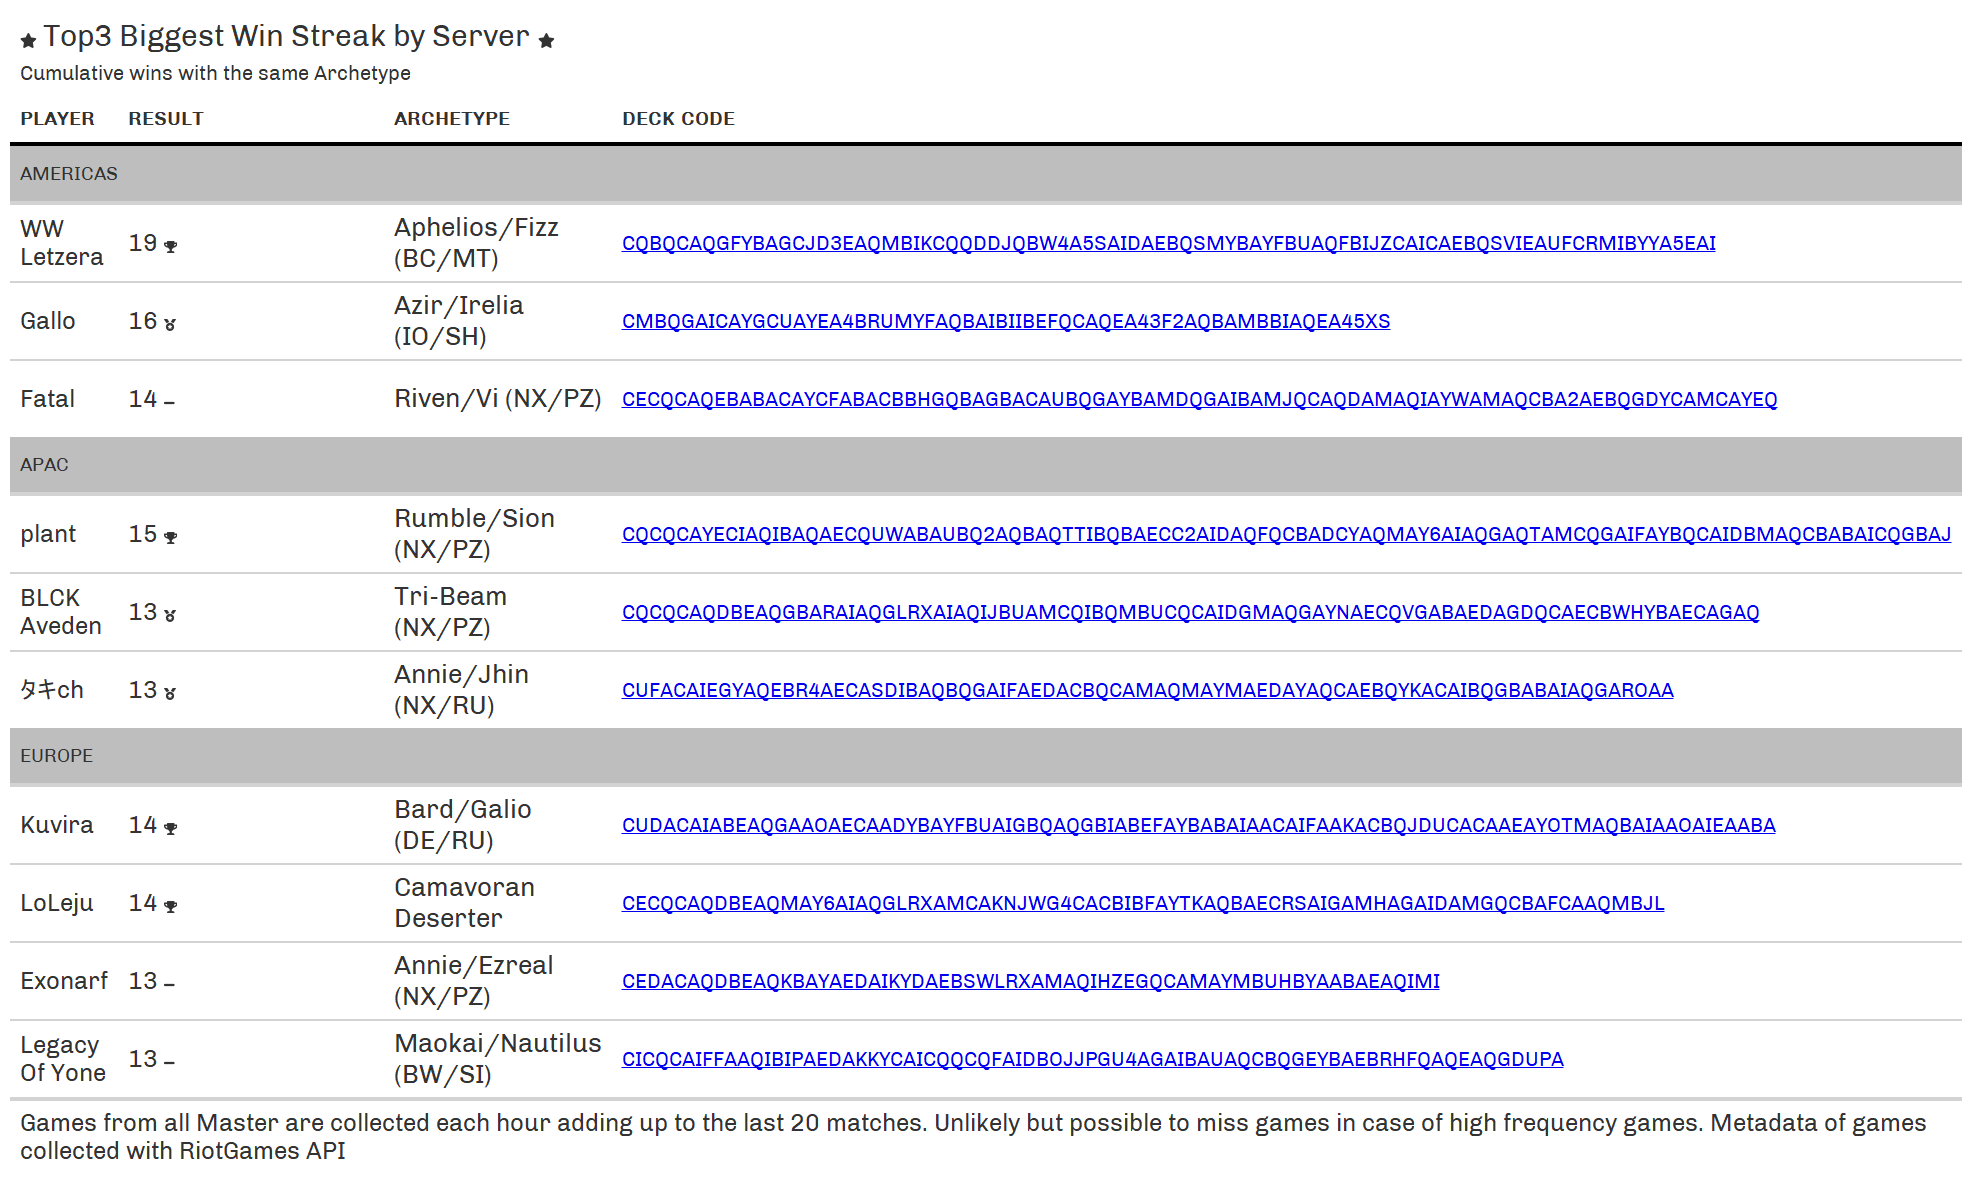 ★ Top3 Biggest Win Streak by Server ★
Cumulative wins with the same Archetype
PLAYER RESULT ARCHETYPE DECK CODE
AMERICAS
WW Letzera 19 Aphelios/Fizz (BC/MT) CQBQCAQGFYBAGCJD3EAQMBIKCQQDDJQBW4A5SAIDAEBQSMYBAYFBUAQFBIJZCAICAEBQSVIEAUFCRMIBYYA5EAI
Gallo 16 Azir/Irelia (IO/SH) CMBQGAICAYGCUAYEA4BRUMYFAQBAIBIIBEFQCAQEA43F2AQBAMBBIAQEA45XS
Fatal 14 – Riven/Vi (NX/PZ) CECQCAQEBABACAYCFABACBBHGQBAGBACAUBQGAYBAMDQGAIBAMJQCAQDAMAQIAYWAMAQCBA2AEBQGDYCAMCAYEQ
APAC
plant 15 Rumble/Sion (NX/PZ) CQCQCAYECIAQIBAQAECQUWABAUBQ2AQBAQTTIBQBAECC2AIDAQFQCBADCYAQMAY6AIAQGAQTAMCQGAIFAYBQCAIDBMAQCBABAICQGBAJ
BLCK Aveden 13 Tri-Beam (NX/PZ) CQCQCAQDBEAQGBARAIAQGLRXAIAQIJBUAMCQIBQMBUCQCAIDGMAQGAYNAECQVGABAEDAGDQCAECBWHYBAECAGAQ
タキch 13 Annie/Jhin (NX/RU) CUFACAIEGYAQEBR4AECASDIBAQBQGAIFAEDACBQCAMAQMAYMAEDAYAQCAEBQYKACAIBQGBABAIAQGAROAA
EUROPE
Kuvira 14 Bard/Galio (DE/RU) CUDACAIABEAQGAAOAECAADYBAYFBUAIGBQAQGBIABEFAYBABAIAACAIFAAKACBQJDUCACAAEAYOTMAQBAIAAOAIEAABA
LoLeju 14 Camavoran Deserter CECQCAQDBEAQMAY6AIAQGLRXAMCAKNJWG4CACBIBFAYTKAQBAECRSAIGAMHAGAIDAMGQCBAFCAAQMBJL
Exonarf 13 – Annie/Ezreal (NX/PZ) CEDACAQDBEAQKBAYAEDAIKYDAEBSWLRXAMAQIHZEGQCAMAYMBUHBYAABAEAQIMI
Legacy Of Yone 13 – Maokai/Nautilus (BW/SI) CICQCAIFFAAQIBIPAEDAKKYCAICQQCQFAIDBOJJPGU4AGAIBAUAQCBQGEYBAEBRHFQAQEAQGDUPA
Games from all Master are collected each hour adding up to the last 20 matches. Unlikely but possible to miss games in case of high frequency games. Metadata of games
collected with RiotGames API